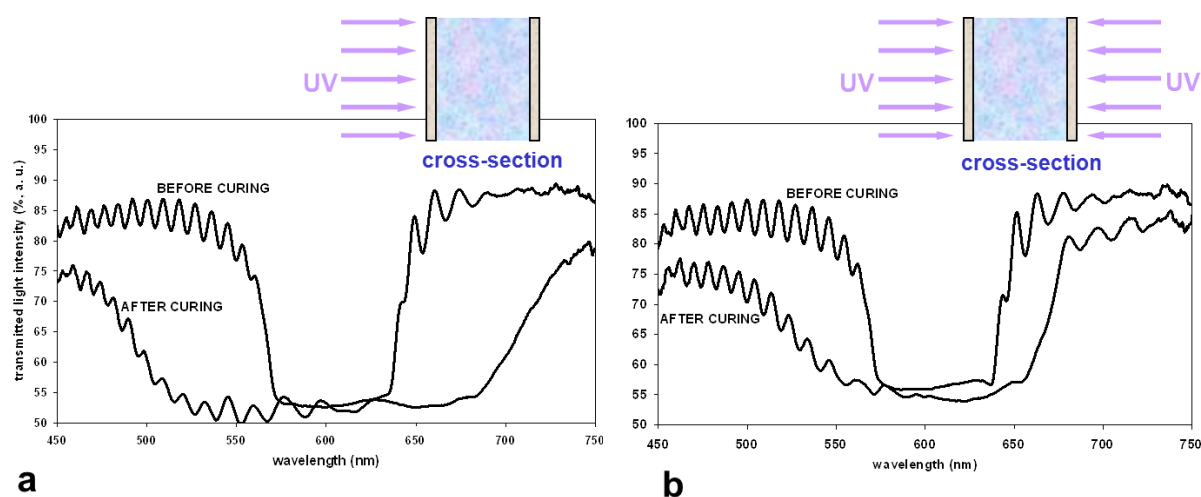 UV
cross-section
transmitted light intensity (%, a. u.)
100
95
90
85
80
75
70
65
60
55
50
BEFORE CURING
AFTER CURING
450
500
550
600
650
700
750
wavelength (nm)
a
UV
UV
cross-section
100
95
90
85
80
75
70
65
60
55
50
BEFORE CURING
AFTER CURING
450
500
550
600
650
700
750
wavelength (nm)
b